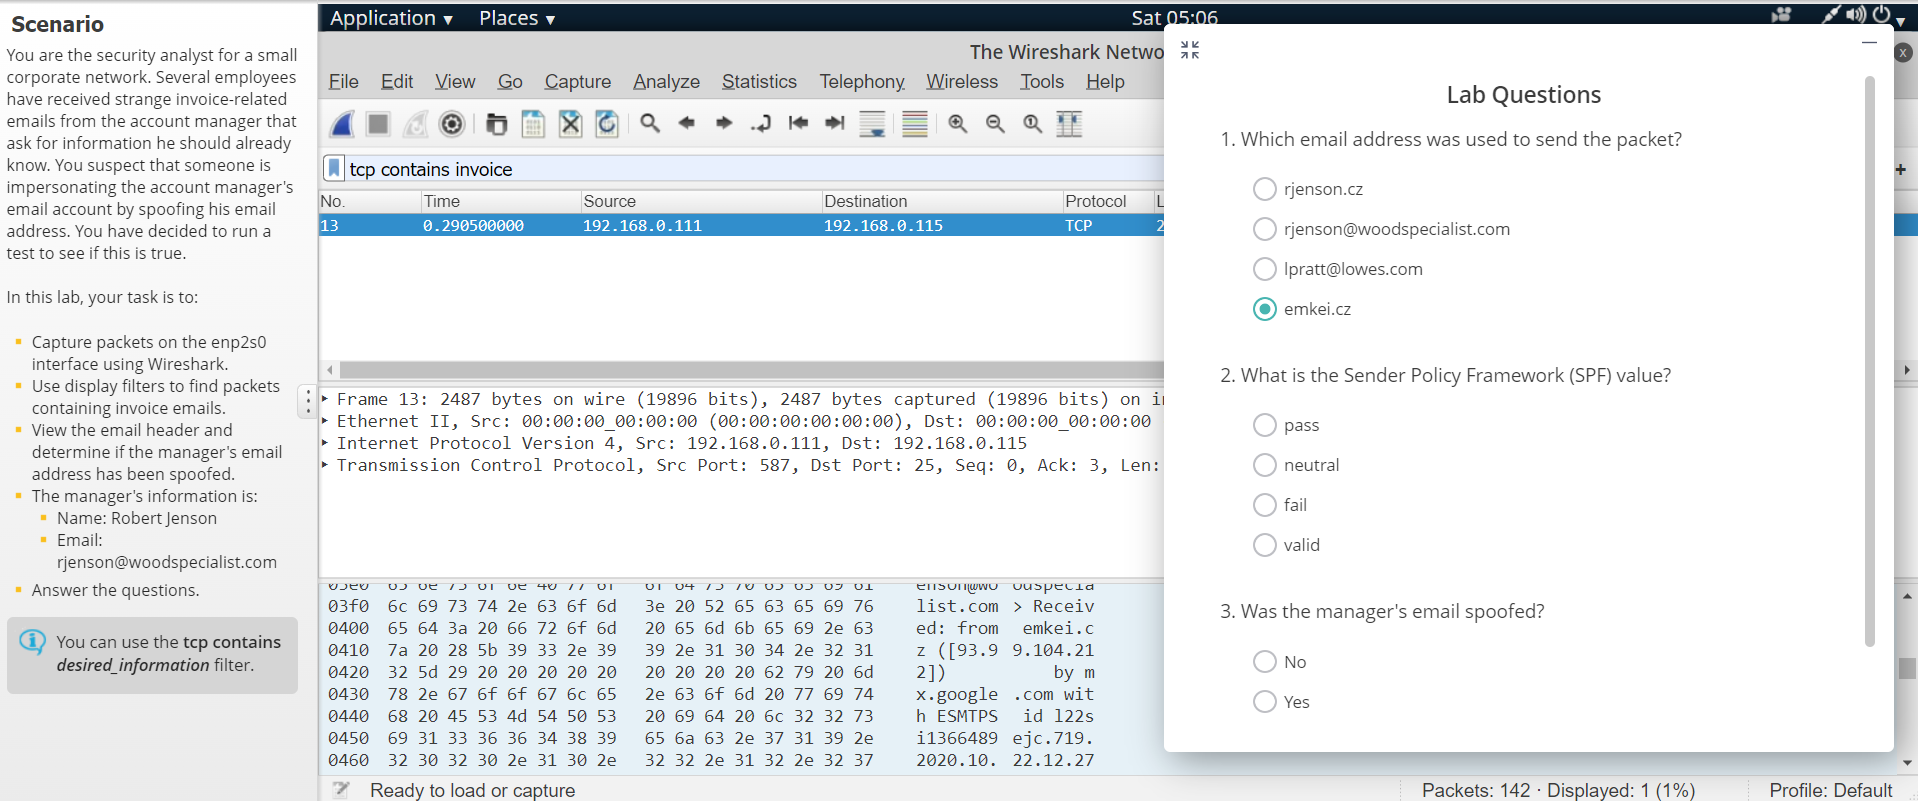 Scenario
You are the security analyst for a small
corporate network. Several employees
have received strange invoice-related
emails from the account manager that
ask for information he should already
know. You suspect that someone is
impersonating the account manager's
email account by spoofing his email
address. You have decided to run a
test to see if this is true.
In this lab, your task is to:
Capture packets on the enp2s0
interface using Wireshark.
Use display filters to find packets
containing invoice emails.
View the email header and
determine if the manager's email
address has been spoofed.
The manager's information is:
Name: Robert Jenson
Email:
rjenson@woodspecialist.com
Answer the questions.
You can use the tcp contains
desired_information filter.
Application ▾ Places ▾ Sat 05:06
The Wireshark Netwo
File Edit View Go Capture Analyze Statistics Telephony Wireless Tools Help
tcp contains invoice
No. Time Source Destination Protocol L
13 0.290500000 192.168.0.111 192.168.0.115 TCP 2
Frame 13: 2487 bytes on wire (19896 bits), 2487 bytes captured (19896 bits) on i
Ethernet II, Src: 00:00:00_00:00:00 (00:00:00:00:00:00), Dst: 00:00:00_00:00:00
Internet Protocol Version 4, Src: 192.168.0.111, Dst: 192.168.0.115
Transmission Control Protocol, Src Port: 587, Dst Port: 25, Seq: 0, Ack: 3, Len:
03e0 65 6e 73 6f 6e 40 77 6f 6f 64 73 70 65 63 69 61 enson@wo odspecia
03f0 6c 69 73 74 2e 63 6f 6d 3e 20 52 65 63 65 69 76 list.com > Receiv
0400 65 64 3a 20 66 72 6f 6d 20 65 6d 6b 65 69 2e 63 ed: from emkei.c
0410 7a 20 28 5b 39 33 2e 39 39 2e 31 30 34 2e 32 31 z ([93.9 9.104.21
0420 32 5d 29 20 20 20 20 20 20 20 20 20 62 79 20 6d 2]) by m
0430 78 2e 67 6f 6f 67 6c 65 2e 63 6f 6d 20 77 69 74 x.google .com wit
0440 68 20 45 53 4d 54 50 53 20 69 64 20 6c 32 32 73 h ESMTPS id l22s
0450 69 31 33 36 36 34 38 39 65 6a 63 2e 37 31 39 2e i1366489 ejc.719.
0460 32 30 32 30 2e 31 30 2e 32 32 2e 31 32 2e 32 37 2020.10. 22.12.27
Ready to load or capture
Packets: 142 · Displayed: 1 (1%) Profile: Default
Lab Questions
1. Which email address was used to send the packet?
rjenson.cz
rjenson@woodspecialist.com
lpratt@lowes.com
emkei.cz
2. What is the Sender Policy Framework (SPF) value?
pass
neutral
fail
valid
3. Was the manager's email spoofed?
No
Yes